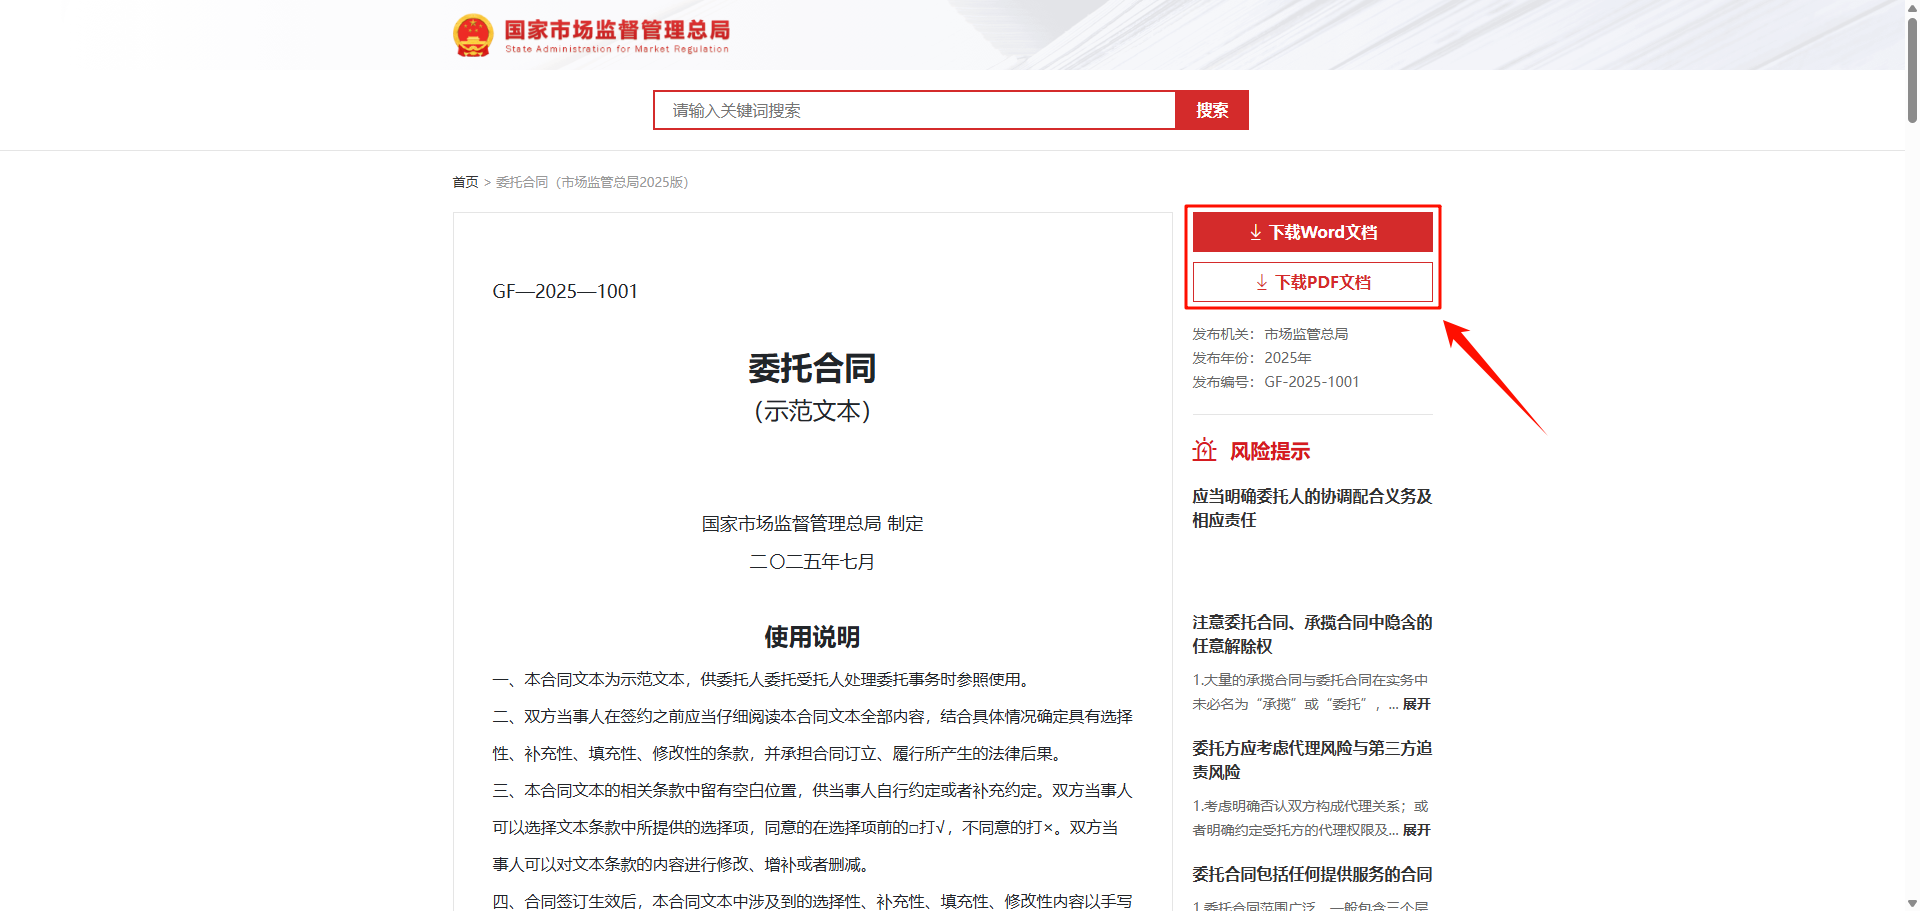 国家市场监督管理总局
State Administration for Market Regulation
请输入关键词搜索
搜索
首页 > 委托合同（市场监管总局2025版）
GF—2025—1001
委托合同
（示范文本）
国家市场监督管理总局 制定
二〇二五年七月
使用说明
一、本合同文本为示范文本，供委托人委托受托人处理委托事务时参照使用。
二、双方当事人在签约之前应当仔细阅读本合同文本全部内容，结合具体情况确定具有选择
性、补充性、填充性、修改性的条款，并承担合同订立、履行所产生的法律后果。
三、本合同文本的相关条款中留有空白位置，供当事人自行约定或者补充约定。双方当事人
可以选择文本条款中所提供的选择项，同意的在选择项前的□打√，不同意的打×。双方当
事人可以对文本条款的内容进行修改、增补或者删减。
四、合同签订生效后，本合同文本中涉及到的选择性、补充性、填充性、修改性内容以手写
下载Word文档
下载PDF文档
发布机关： 市场监管总局
发布年份： 2025年
发布编号： GF-2025-1001
风险提示
应当明确委托人的协调配合义务及
相应责任
注意委托合同、承揽合同中隐含的
任意解除权
1.大量的承揽合同与委托合同在实务中
未必名为“承揽”或“委托”，... 展开
委托方应考虑代理风险与第三方追
责风险
1.考虑明确否认双方构成代理关系；或
者明确约定受托方的代理权限及... 展开
委托合同包括任何提供服务的合同
1.委托合同范围广泛，一般包含三个层